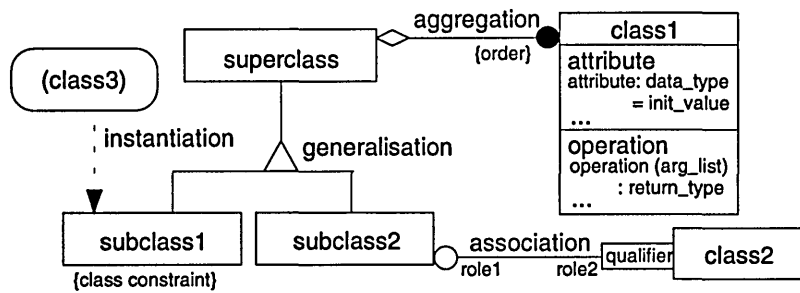 aggregation
class1
superclass
{order}
attribute
attribute: data_type
= init_value
...
(class3)
instantiation
generalisation
operation
operation (arg_list)
: return_type
...
subclass1
subclass2
association
role1
role2
qualifier
class2
{class constraint}